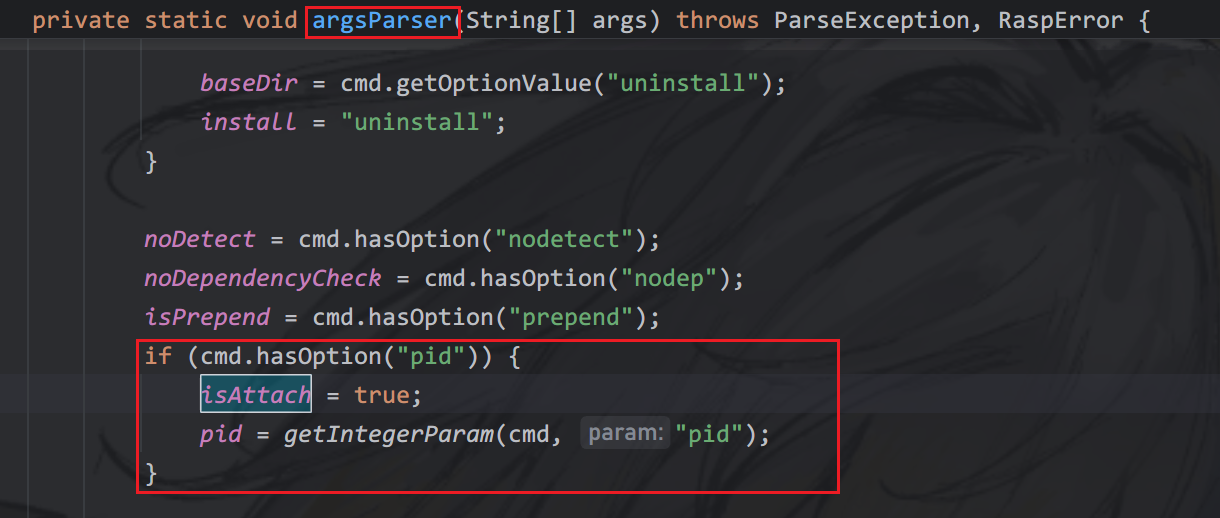 private static void argsParser(String[] args) throws ParseException, RaspError {
baseDir = cmd.getOptionValue("uninstall");
install = "uninstall";
}
noDetect = cmd.hasOption("nodetect");
noDependencyCheck = cmd.hasOption("nodep");
isPrepend = cmd.hasOption("prepend");
if (cmd.hasOption("pid")) {
isAttach = true;
pid = getIntegerParam(cmd, param: "pid");
}